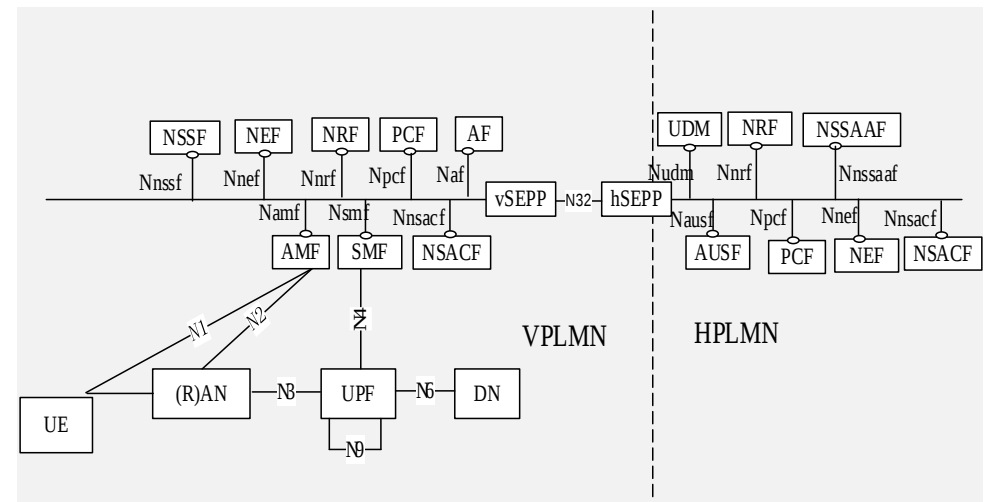 UDM NRF NSSAAF
NSSF NEF NRF PCF AF
Nudm Nnrf Nnssaaf
Nnssf Nnef Nnrf Npcf Naf
vSEPP N32 hSEPP
Namf Nsmf Nnsacf
Nausf Npcf Nnef Nnsacf
AMF SMF NSACF
AUSF PCF NEF NSACF
N1 N2 N4
VPLMN HPLMN
(R)AN N3 UPF N6 DN
UE
N9